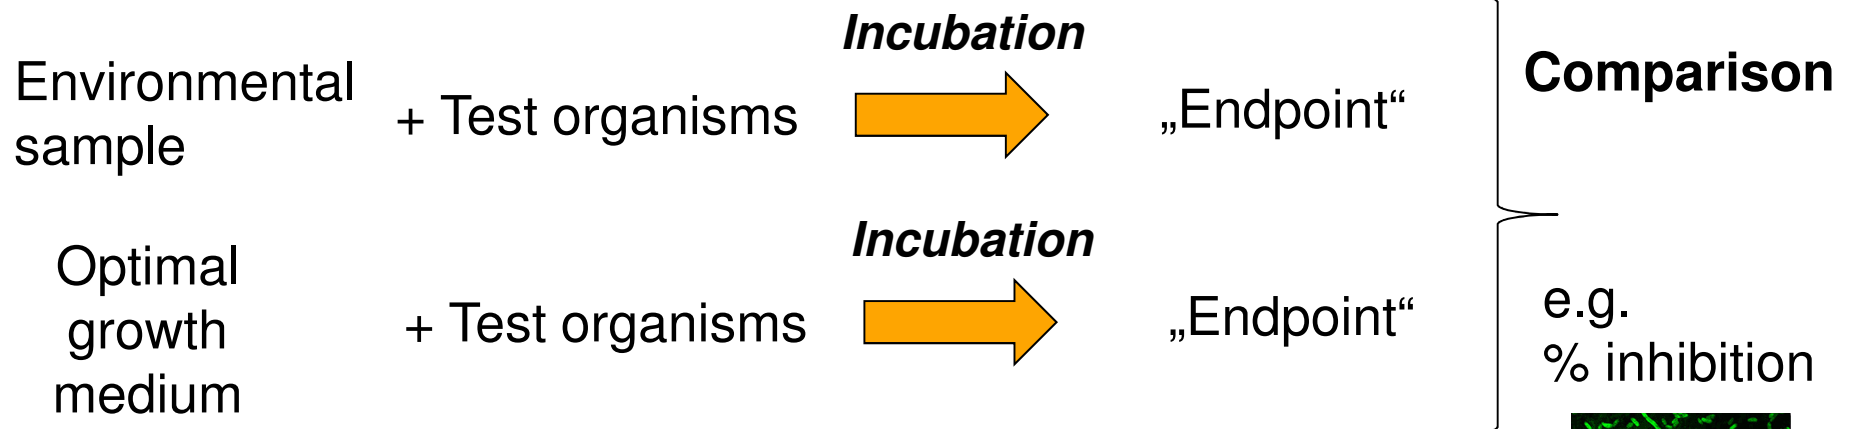 Incubation
Environmental
sample
+ Test organisms
„Endpoint“
Comparison
Incubation
Optimal
growth
medium
+ Test organisms
„Endpoint“
e.g.
% inhibition